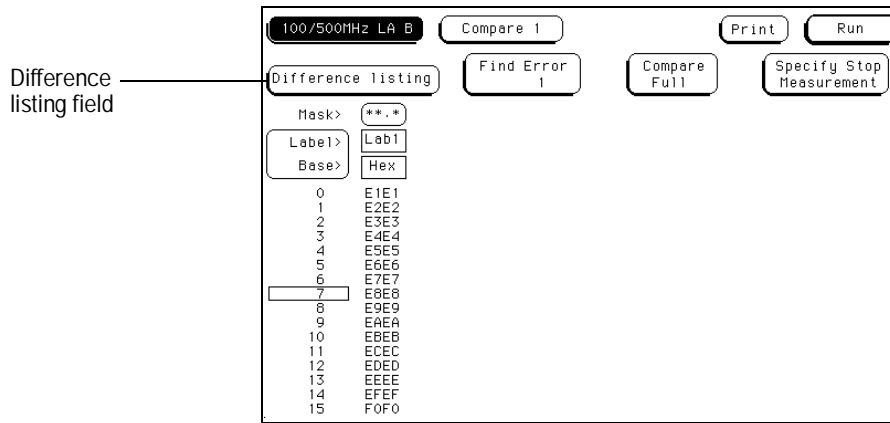 100/500MHz LA B Compare 1 Print Run
Difference listing field
Difference listing Find Error 1 Compare Full Specify Stop Measurement
Mask> **.*
Label> Lab1
Base> Hex
0 E1E1
1 E2E2
2 E3E3
3 E4E4
4 E5E5
5 E6E6
6 E7E7
7 E8E8
8 E9E9
9 EAEA
10 EBEB
11 ECEC
12 EDED
13 EEEE
14 EFEF
15 F0F0